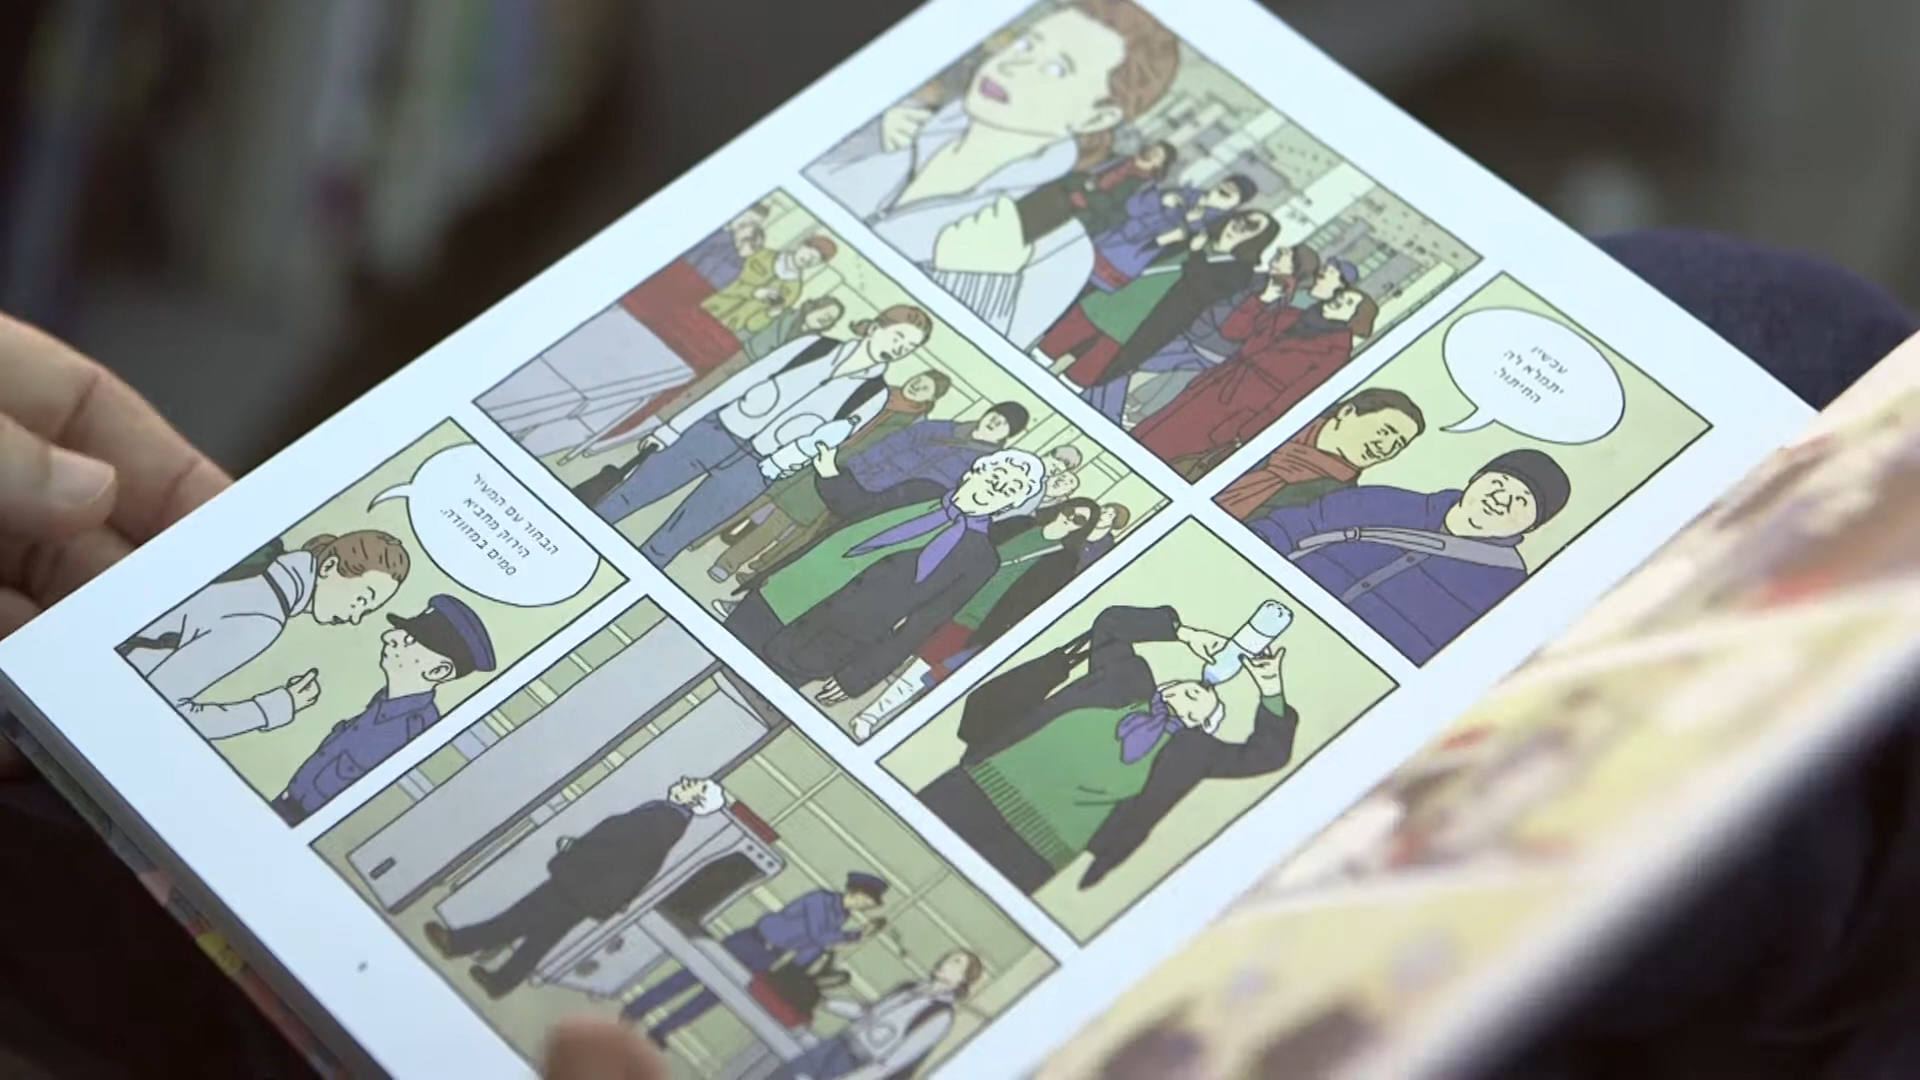 עכשיו
יתמלא לה
החיתול.
הבחור עם המעיל
הירוק מחביא
סמים במזוודה.